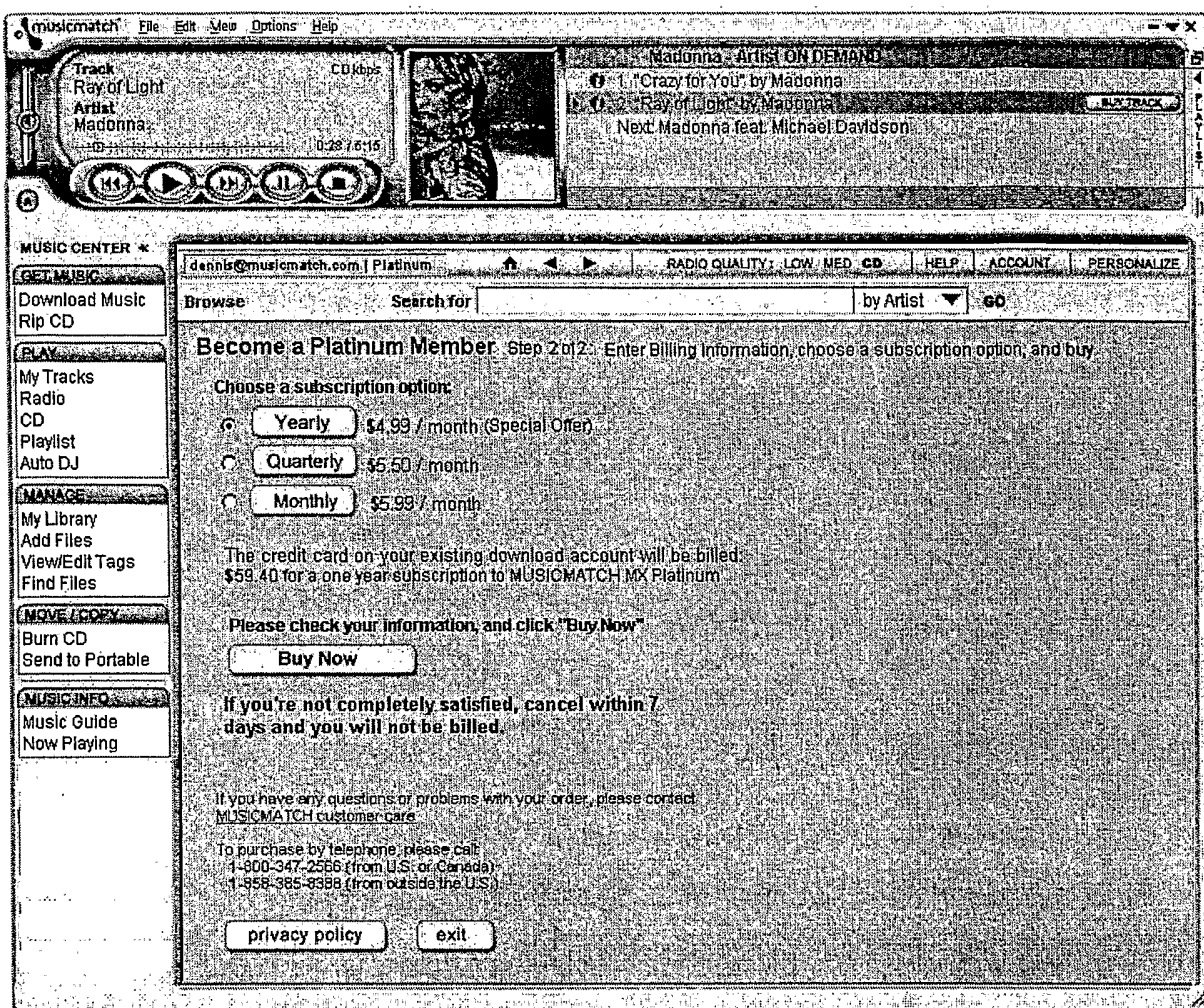 musicmatch File Edit View Options Help
Track CD kbps
Ray of Light
Artist
Madonna
0:28 / 5:15
Madonna - Artist ON DEMAND
1. "Crazy for You" by Madonna
2. "Ray of Light" by Madonna BUY TRACK
Next: Madonna feat. Michael Davidson
MUSIC CENTER
GET MUSIC
Download Music
Rip CD
PLAY
My Tracks
Radio
CD
Playlist
Auto DJ
MANAGE
My Library
Add Files
View/Edit Tags
Find Files
MOVE / COPY
Burn CD
Send to Portable
MUSIC INFO
Music Guide
Now Playing
dennis@musicmatch.com | Platinum RADIO QUALITY: LOW MED CD HELP ACCOUNT PERSONALIZE
Browse Search for by Artist GO
Become a Platinum Member Step 2 of 2: Enter Billing Information, choose a subscription option, and buy.
Choose a subscription option:
Yearly $4.99 / month (Special Offer)
Quarterly $5.50 / month
Monthly $5.99 / month
The credit card on your existing download account will be billed:
$59.40 for a one year subscription to MUSICMATCH MX Platinum
Please check your information, and click "Buy Now"
Buy Now
If you're not completely satisfied, cancel within 7
days and you will not be billed.
If you have any questions or problems with your order, please contact
MUSICMATCH customer care
To purchase by telephone, please call:
1-800-347-2566 (from U.S. or Canada)
1-858-385-8388 (from outside the U.S.)
privacy policy exit